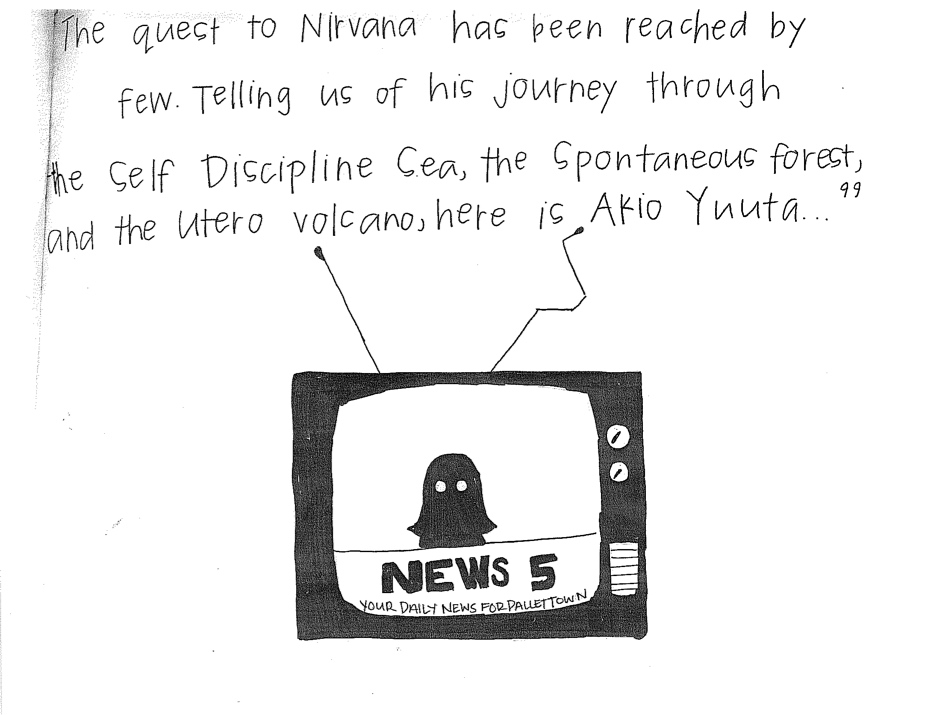 "The quest to Nirvana has been reached by
few. Telling us of his journey through
the Self Discipline Sea, the Spontaneous forest,
and the Utero volcano, here is Akio Yuuta..."
NEWS 5
YOUR DAILY NEWS FOR PALLET TOWN